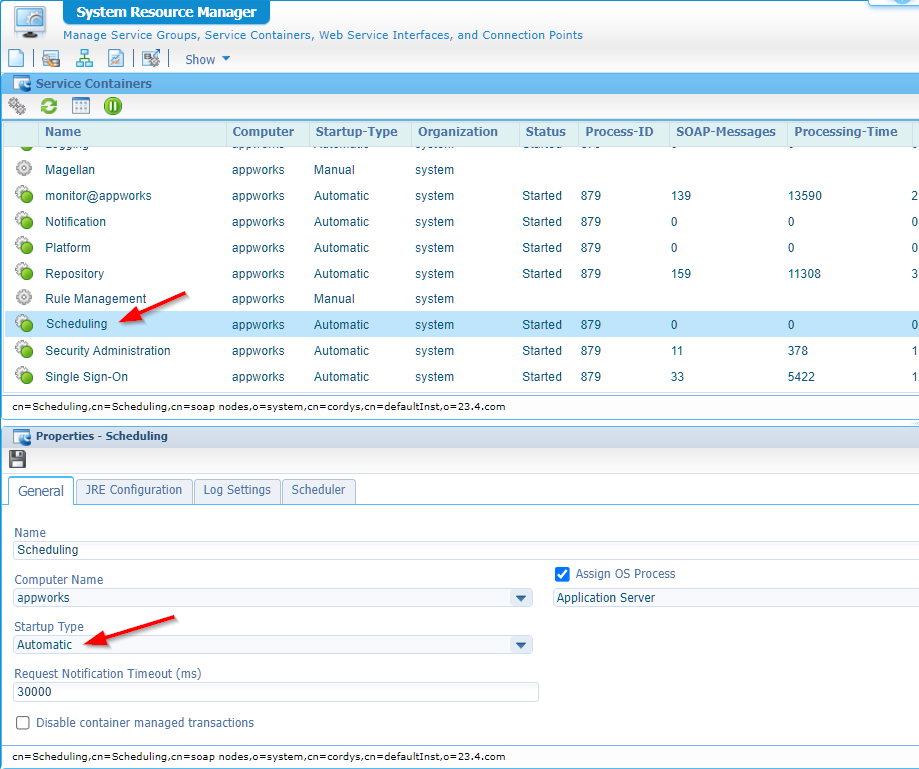 System Resource Manager
Manage Service Groups, Service Containers, Web Service Interfaces, and Connection Points
Show
Service Containers
Name Computer Startup-Type Organization Status Process-ID SOAP-Messages Processing-Time
Logging appworks Automatic system Started 879 0 0
Magellan appworks Manual system
monitor@appworks appworks Automatic system Started 879 139 13590 2
Notification appworks Automatic system Started 879 0 0 0
Platform appworks Automatic system Started 879 0 0 0
Repository appworks Automatic system Started 879 159 11308 3
Rule Management appworks Manual system
Scheduling appworks Automatic system Started 879 0 0 0
Security Administration appworks Automatic system Started 879 11 378 1
Single Sign-On appworks Automatic system Started 879 33 5422 1
cn=Scheduling,cn=Scheduling,cn=soap nodes,o=system,cn=cordys,cn=defaultInst,o=23.4.com
Properties - Scheduling
General JRE Configuration Log Settings Scheduler
Name
Scheduling
Computer Name
appworks
Assign OS Process
Application Server
Startup Type
Automatic
Request Notification Timeout (ms)
30000
Disable container managed transactions
cn=Scheduling,cn=Scheduling,cn=soap nodes,o=system,cn=cordys,cn=defaultInst,o=23.4.com